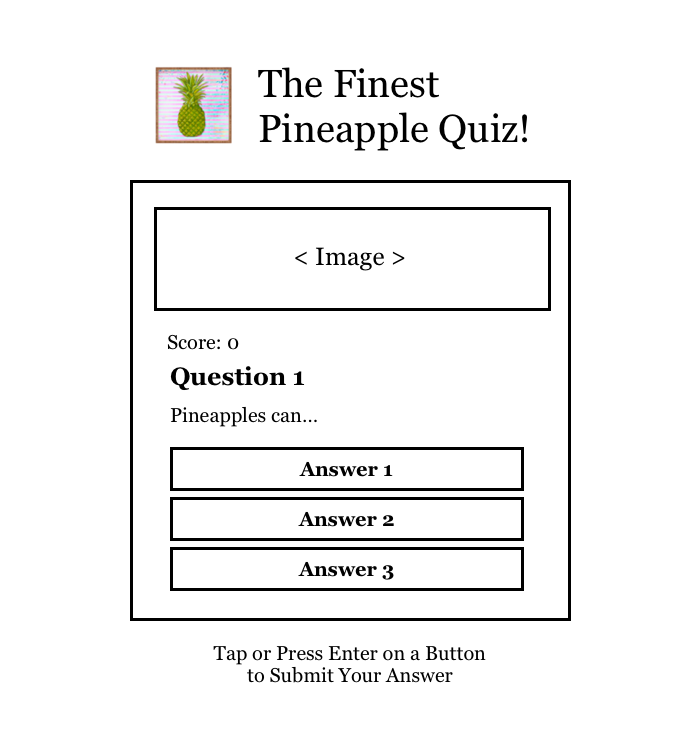 The Finest
Pineapple Quiz!
< Image >
Score: 0
Question 1
Pineapples can...
Answer 1
Answer 2
Answer 3
Tap or Press Enter on a Button
to Submit Your Answer